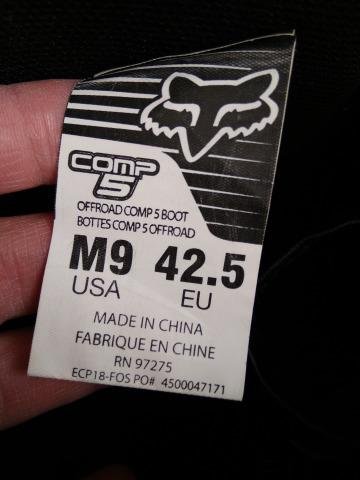 COMP
5
OFFROAD COMP 5 BOOT
BOTTES COMP 5 OFFROAD
M9 42.5
USA EU
MADE IN CHINA
FABRIQUE EN CHINE
RN 97275
ECP18-FOS PO# 4500047171